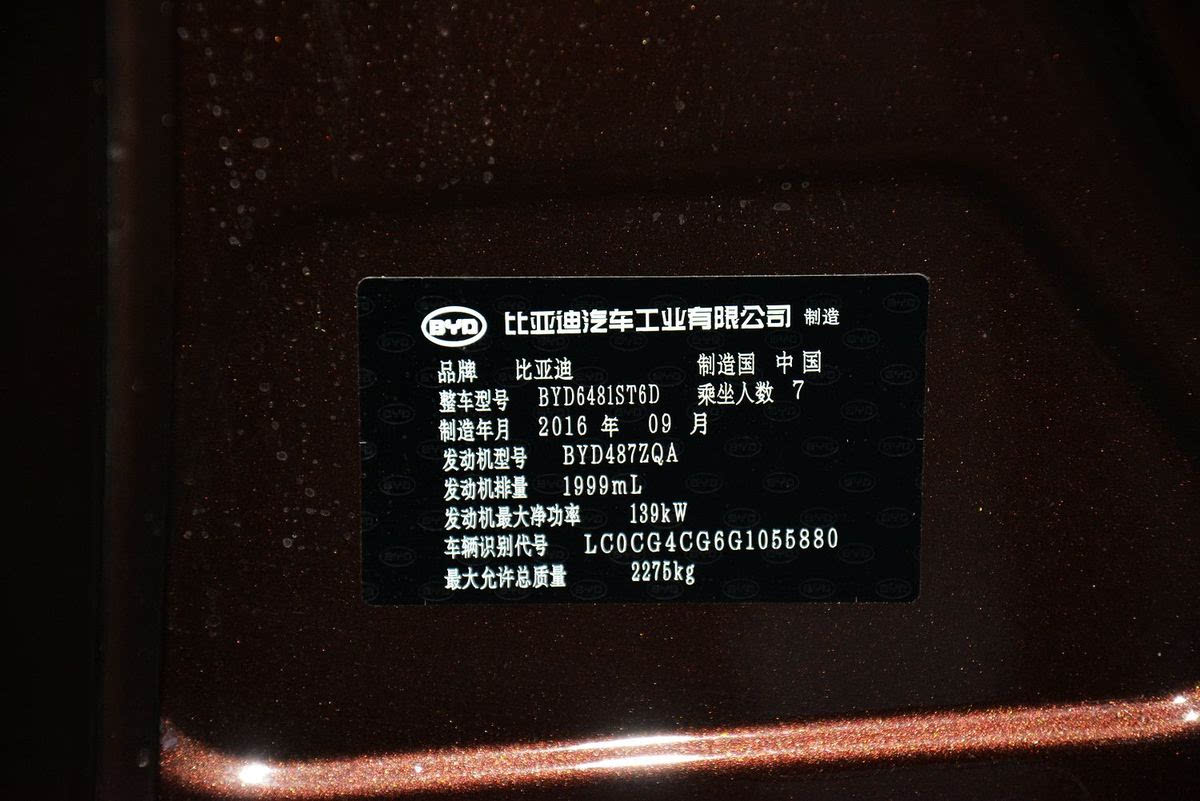 BYD 比亚迪汽车工业有限公司 制造
品牌 比亚迪 制造国 中国
整车型号 BYD6481ST6D 乘坐人数 7
制造年月 2016 年 09 月
发动机型号 BYD487ZQA
发动机排量 1999mL
发动机最大净功率 139kW
车辆识别代号 LC0CG4CG6G1055880
最大允许总质量 2275kg